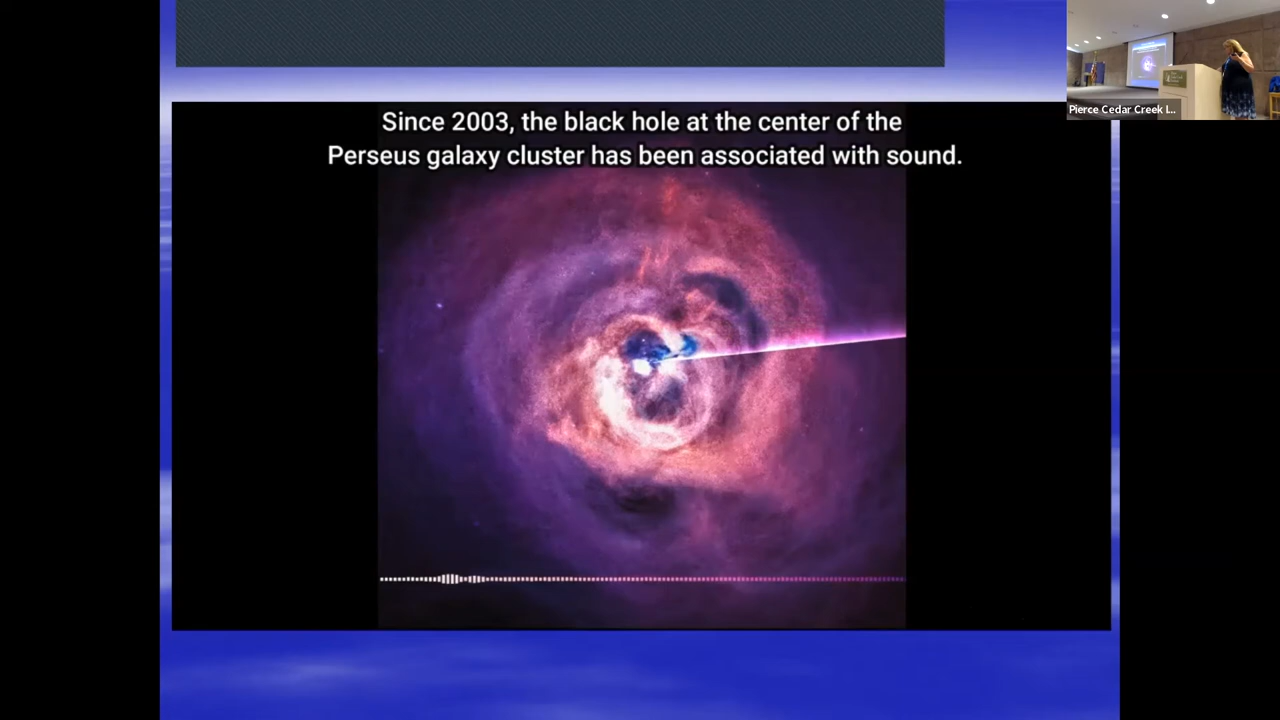 Since 2003, the black hole at the center of the
Perseus galaxy cluster has been associated with sound.
Pierce Cedar Creek I...